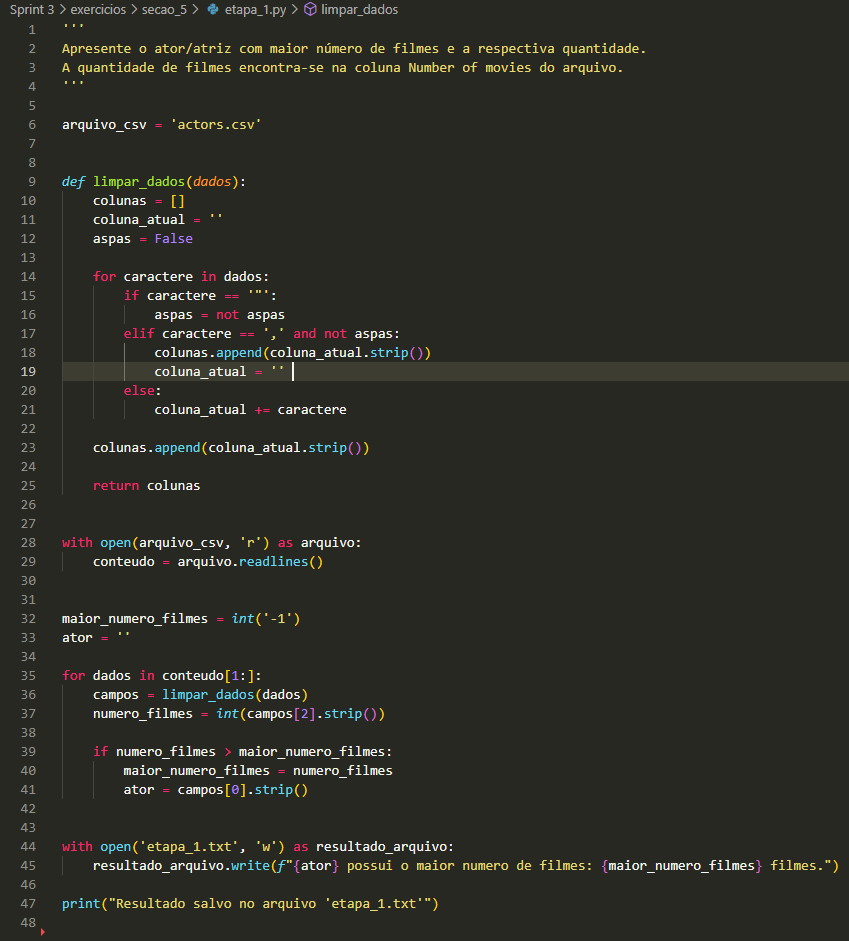 Sprint 3 > exercicios > secao_5 > etapa_1.py > limpar_dados
1 '''
2 Apresente o ator/atriz com maior número de filmes e a respectiva quantidade.
3 A quantidade de filmes encontra-se na coluna Number of movies do arquivo.
4 '''
5
6 arquivo_csv = 'actors.csv'
7
8
9 def limpar_dados(dados):
10     colunas = []
11     coluna_atual = ''
12     aspas = False
13
14     for caractere in dados:
15         if caractere == '"':
16             aspas = not aspas
17         elif caractere == ',' and not aspas:
18             colunas.append(coluna_atual.strip())
19             coluna_atual = ''
20         else:
21             coluna_atual += caractere
22
23     colunas.append(coluna_atual.strip())
24
25     return colunas
26
27
28 with open(arquivo_csv, 'r') as arquivo:
29     conteudo = arquivo.readlines()
30
31
32 maior_numero_filmes = int('-1')
33 ator = ''
34
35 for dados in conteudo[1:]:
36     campos = limpar_dados(dados)
37     numero_filmes = int(campos[2].strip())
38
39     if numero_filmes > maior_numero_filmes:
40         maior_numero_filmes = numero_filmes
41         ator = campos[0].strip()
42
43
44 with open('etapa_1.txt', 'w') as resultado_arquivo:
45     resultado_arquivo.write(f"{ator} possui o maior numero de filmes: {maior_numero_filmes} filmes.")
46
47 print("Resultado salvo no arquivo 'etapa_1.txt'")
48